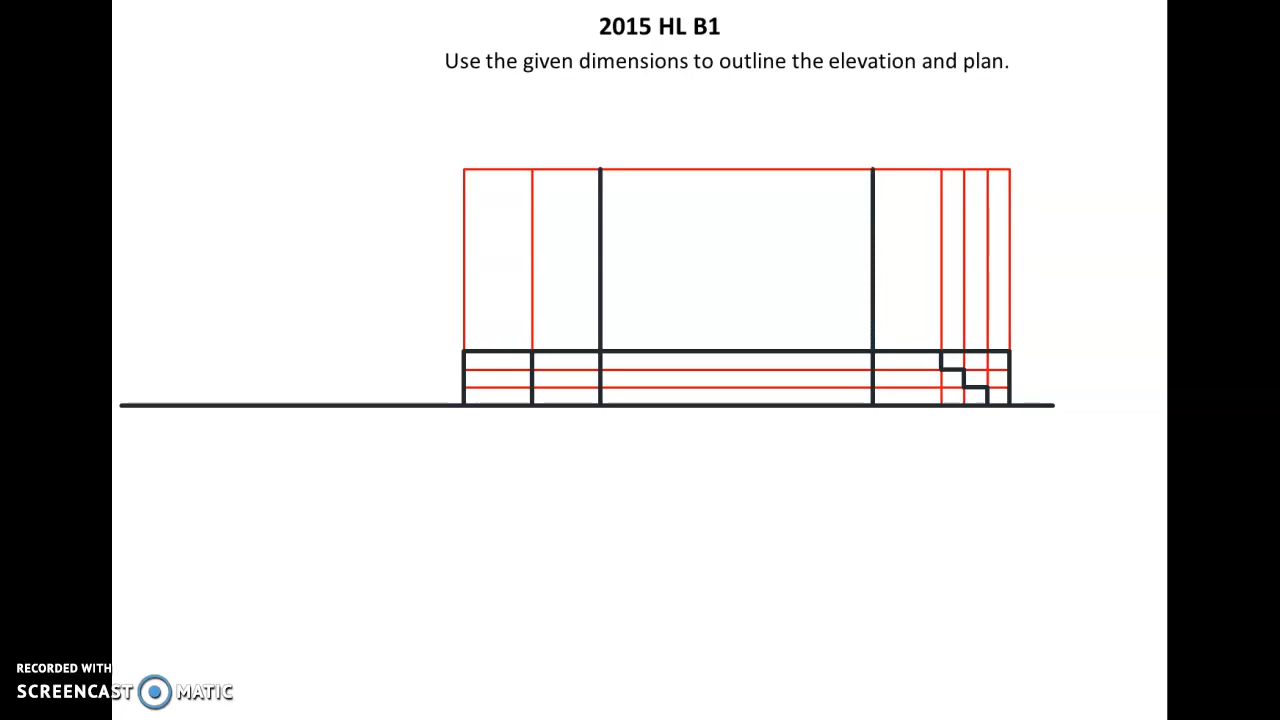 2015 HL B1
Use the given dimensions to outline the elevation and plan.
RECORDED WITH
SCREENCAST MATIC